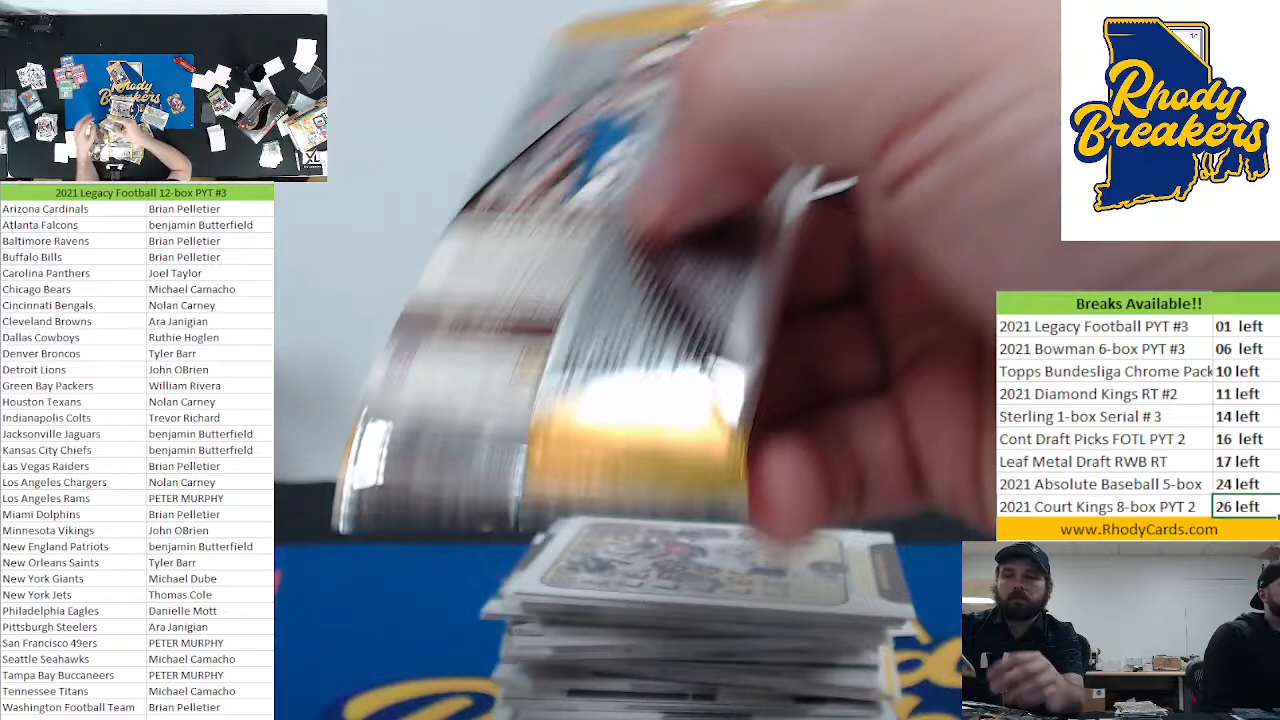 2021 Legacy Football 12-box PYT #3
Arizona Cardinals Brian Pelletier
Atlanta Falcons benjamin Butterfield
Baltimore Ravens Brian Pelletier
Buffalo Bills Brian Pelletier
Carolina Panthers Joel Taylor
Chicago Bears Michael Camacho
Cincinnati Bengals Nolan Carney
Cleveland Browns Ara Janigian
Dallas Cowboys Ruthie Hoglen
Denver Broncos Tyler Barr
Detroit Lions John OBrien
Green Bay Packers William Rivera
Houston Texans Nolan Carney
Indianapolis Colts Trevor Richard
Jacksonville Jaguars benjamin Butterfield
Kansas City Chiefs benjamin Butterfield
Las Vegas Raiders Brian Pelletier
Los Angeles Chargers Nolan Carney
Los Angeles Rams PETER MURPHY
Miami Dolphins Brian Pelletier
Minnesota Vikings John OBrien
New England Patriots benjamin Butterfield
New Orleans Saints Tyler Barr
New York Giants Michael Dube
New York Jets Thomas Cole
Philadelphia Eagles Danielle Mott
Pittsburgh Steelers Ara Janigian
San Francisco 49ers PETER MURPHY
Seattle Seahawks Michael Camacho
Tampa Bay Buccaneers PETER MURPHY
Tennessee Titans Michael Camacho
Washington Football Team Brian Pelletier
Rhody
Breakers
Rhody
Breakers
Breaks Available!!
2021 Legacy Football PYT #3 01 left
2021 Bowman 6-box PYT #3 06 left
Topps Bundesliga Chrome Pack 10 left
2021 Diamond Kings RT #2 11 left
Sterling 1-box Serial # 3 14 left
Cont Draft Picks FOTL PYT 2 16 left
Leaf Metal Draft RWB RT 17 left
2021 Absolute Baseball 5-box 24 left
2021 Court Kings 8-box PYT 2 26 left
www.RhodyCards.com